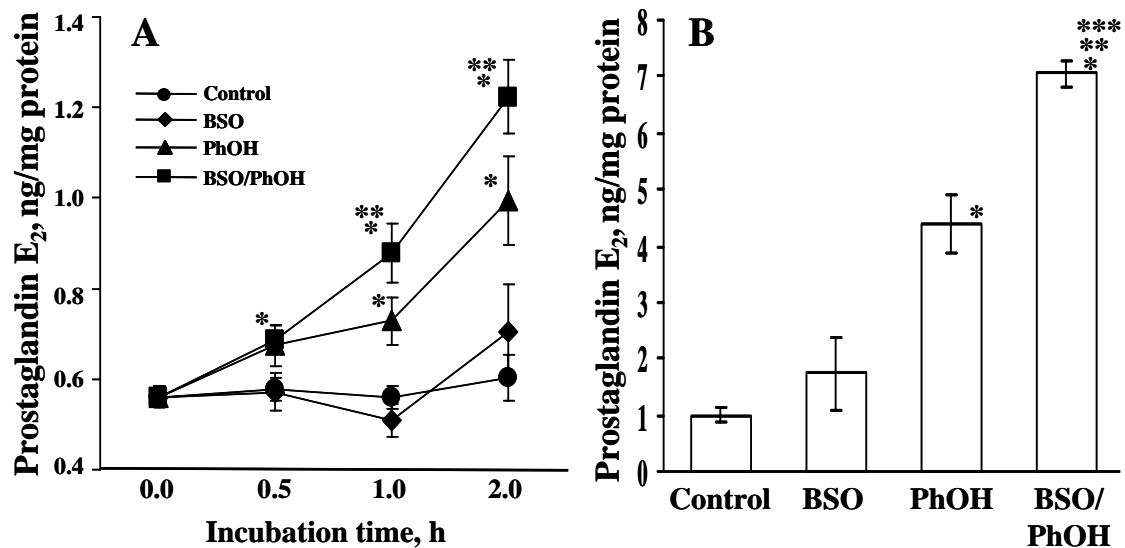 A
Prostaglandin E2, ng/mg protein
1.4
1.2
1.0
0.8
0.6
0.4
Control
BSO
PhOH
BSO/PhOH
*
**
*
*
**
*
*
0.0
0.5
1.0
2.0
Incubation time, h
B
Prostaglandin E2, ng/mg protein
8
7
6
5
4
3
2
1
0
*
***
**
*
Control
BSO
PhOH
BSO/
PhOH